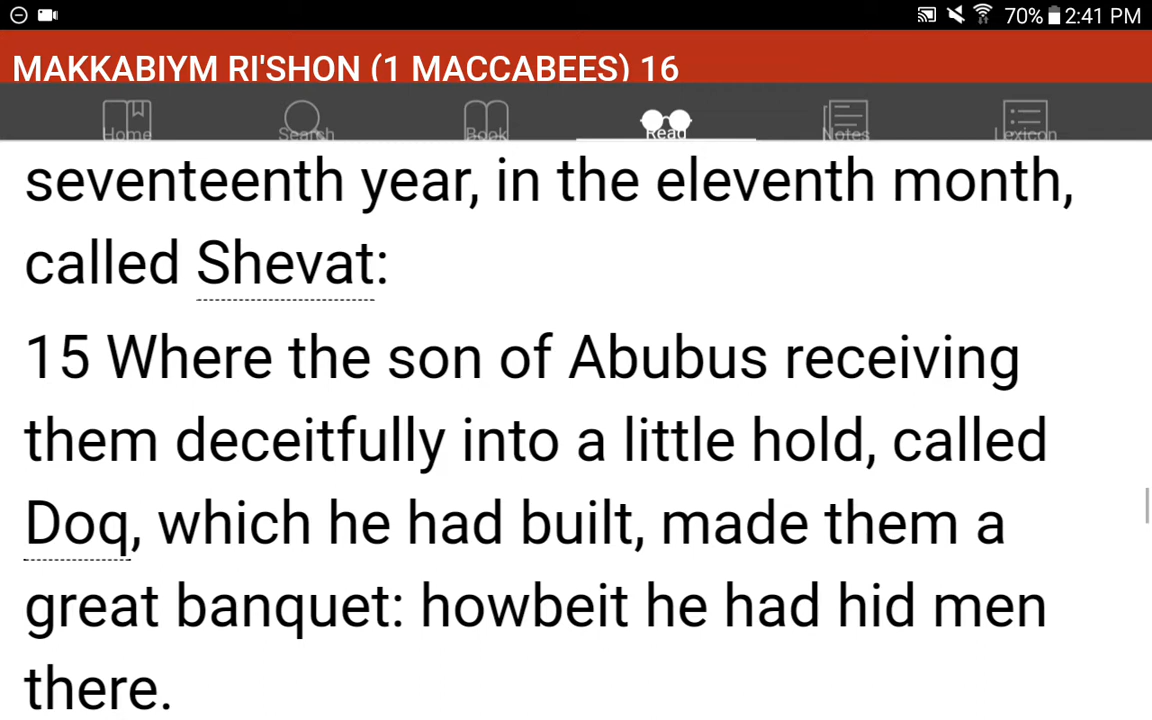 70% 2:41 PM
MAKKABIYM RI'SHON (1 MACCABEES) 16
Home Search Book Read Notes Lexicon
seventeenth year, in the eleventh month,
called Shevat:
15 Where the son of Abubus receiving
them deceitfully into a little hold, called
Doq, which he had built, made them a
great banquet: howbeit he had hid men
there.